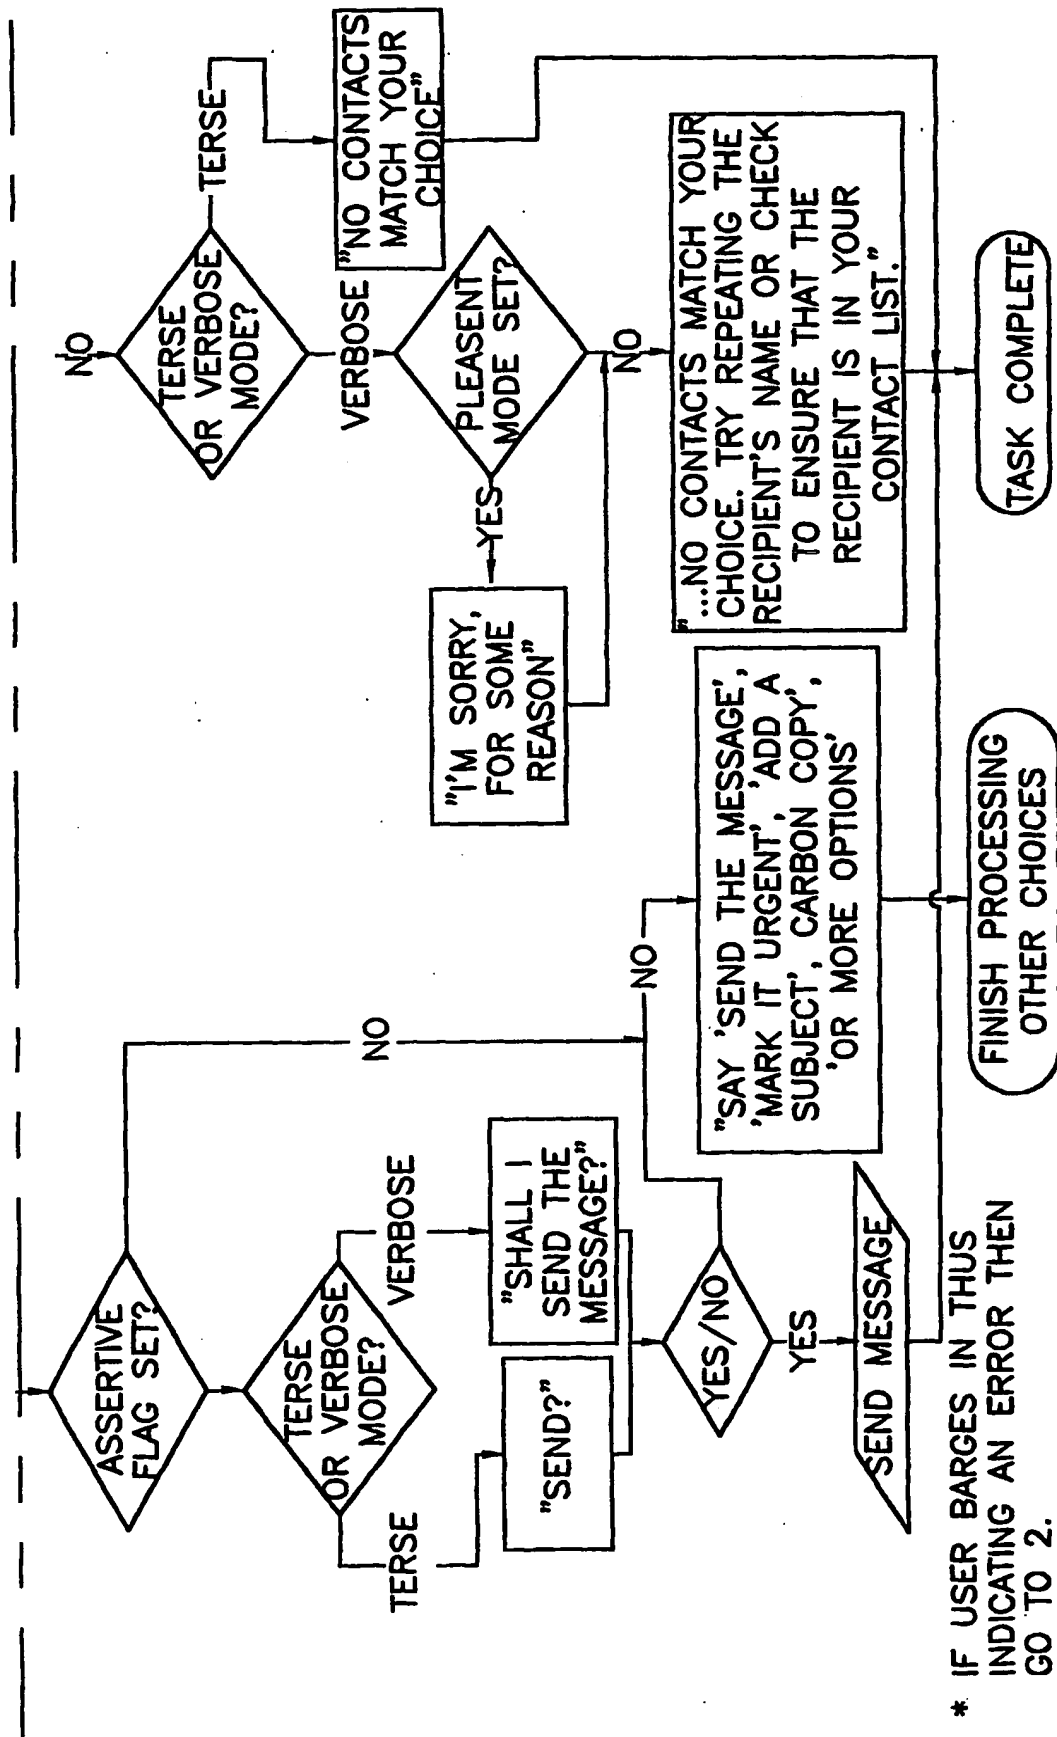 ASSERTIVE
FLAG SET?
NO
TERSE
OR VERBOSE
MODE?
TERSE
VERBOSE
"SEND?"
"SHALL I
SEND THE
MESSAGE?"
YES/NO
NO
YES
SEND MESSAGE
"SAY 'SEND THE MESSAGE',
'MARK IT URGENT', 'ADD A
SUBJECT', CARBON COPY',
'OR MORE OPTIONS'
FINISH PROCESSING
OTHER CHOICES
NO
TERSE
OR VERBOSE
MODE?
TERSE
"NO CONTACTS
MATCH YOUR
CHOICE"
VERBOSE
PLEASENT
MODE SET?
YES
"I'M SORRY,
FOR SOME
REASON"
NO
"...NO CONTACTS MATCH YOUR
CHOICE. TRY REPEATING THE
RECIPIENT'S NAME OR CHECK
TO ENSURE THAT THE
RECIPIENT IS IN YOUR
CONTACT LIST."
TASK COMPLETE
* IF USER BARGES IN THUS
INDICATING AN ERROR THEN
GO TO 2.